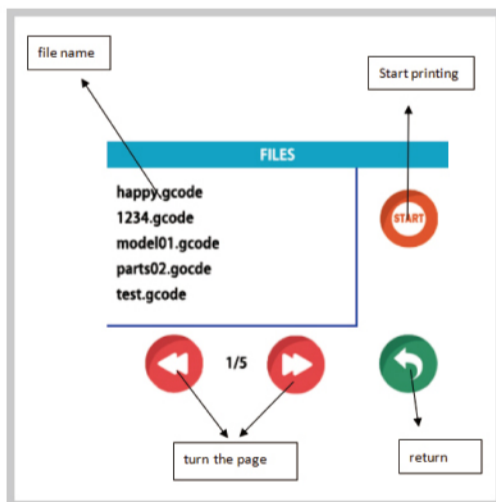 file name
Start printing
FILES
happy.gcode
START
1234.gcode
model01.gcode
parts02.gocde
test.gcode
1/5
turn the page
return